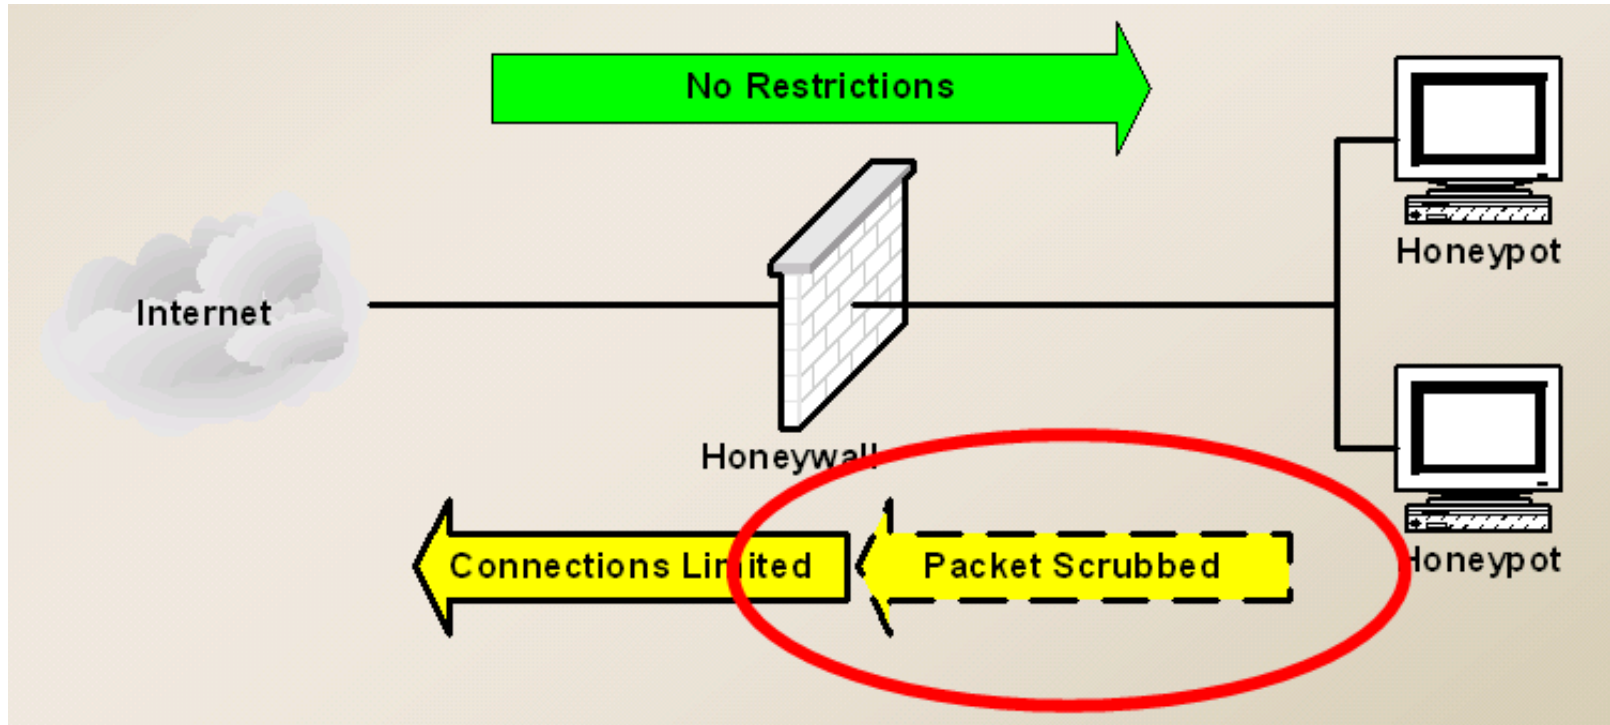 No Restrictions
Honeypot
Internet
Honeywall
Connections Limited
Packet Scrubbed
Honeypot